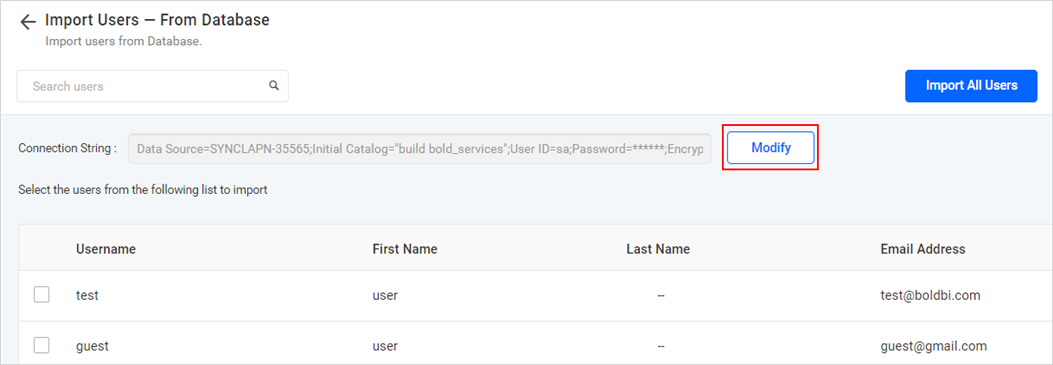 Import Users — From Database
Import users from Database.
Search users
Import All Users
Connection String :
Data Source=SYNCLAPN-35565;Initial Catalog="build bold_services";User ID=sa;Password=******;Encryp
Modify
Select the users from the following list to import
Username First Name Last Name Email Address
test user -- test@boldbi.com
guest user -- guest@gmail.com